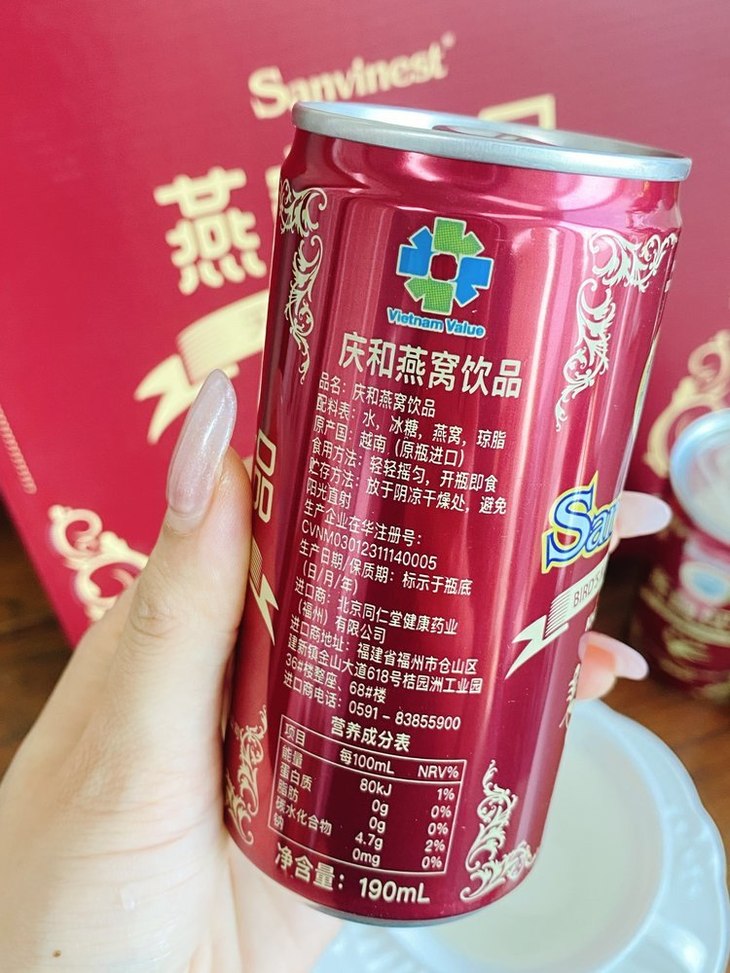 Sanvinest
燕
Vietnam Value
庆和燕窝饮品
品名：庆和燕窝饮品
配料表：水，冰糖，燕窝，琼脂
原产国：越南（原瓶进口）
食用方法：轻轻摇匀，开瓶即食
贮存方法：放于阴凉干燥处，避免
阳光直射
生产企业在华注册号：
CVNM03012311140005
生产日期/保质期：标示于瓶底
（日/月/年）
进口商：北京同仁堂健康药业
（福州）有限公司
进口商地址：福建省福州市仓山区
建新镇金山大道618号桔园洲工业园
36#楼整座、68#楼
进口商电话：0591－83855900
营养成分表
项目 每100mL NRV%
能量 80kJ 1%
蛋白质 0g 0%
脂肪 0g 0%
碳水化合物 4.7g 2%
钠 0mg 0%
净含量：190mL
品
San
BIRD'S